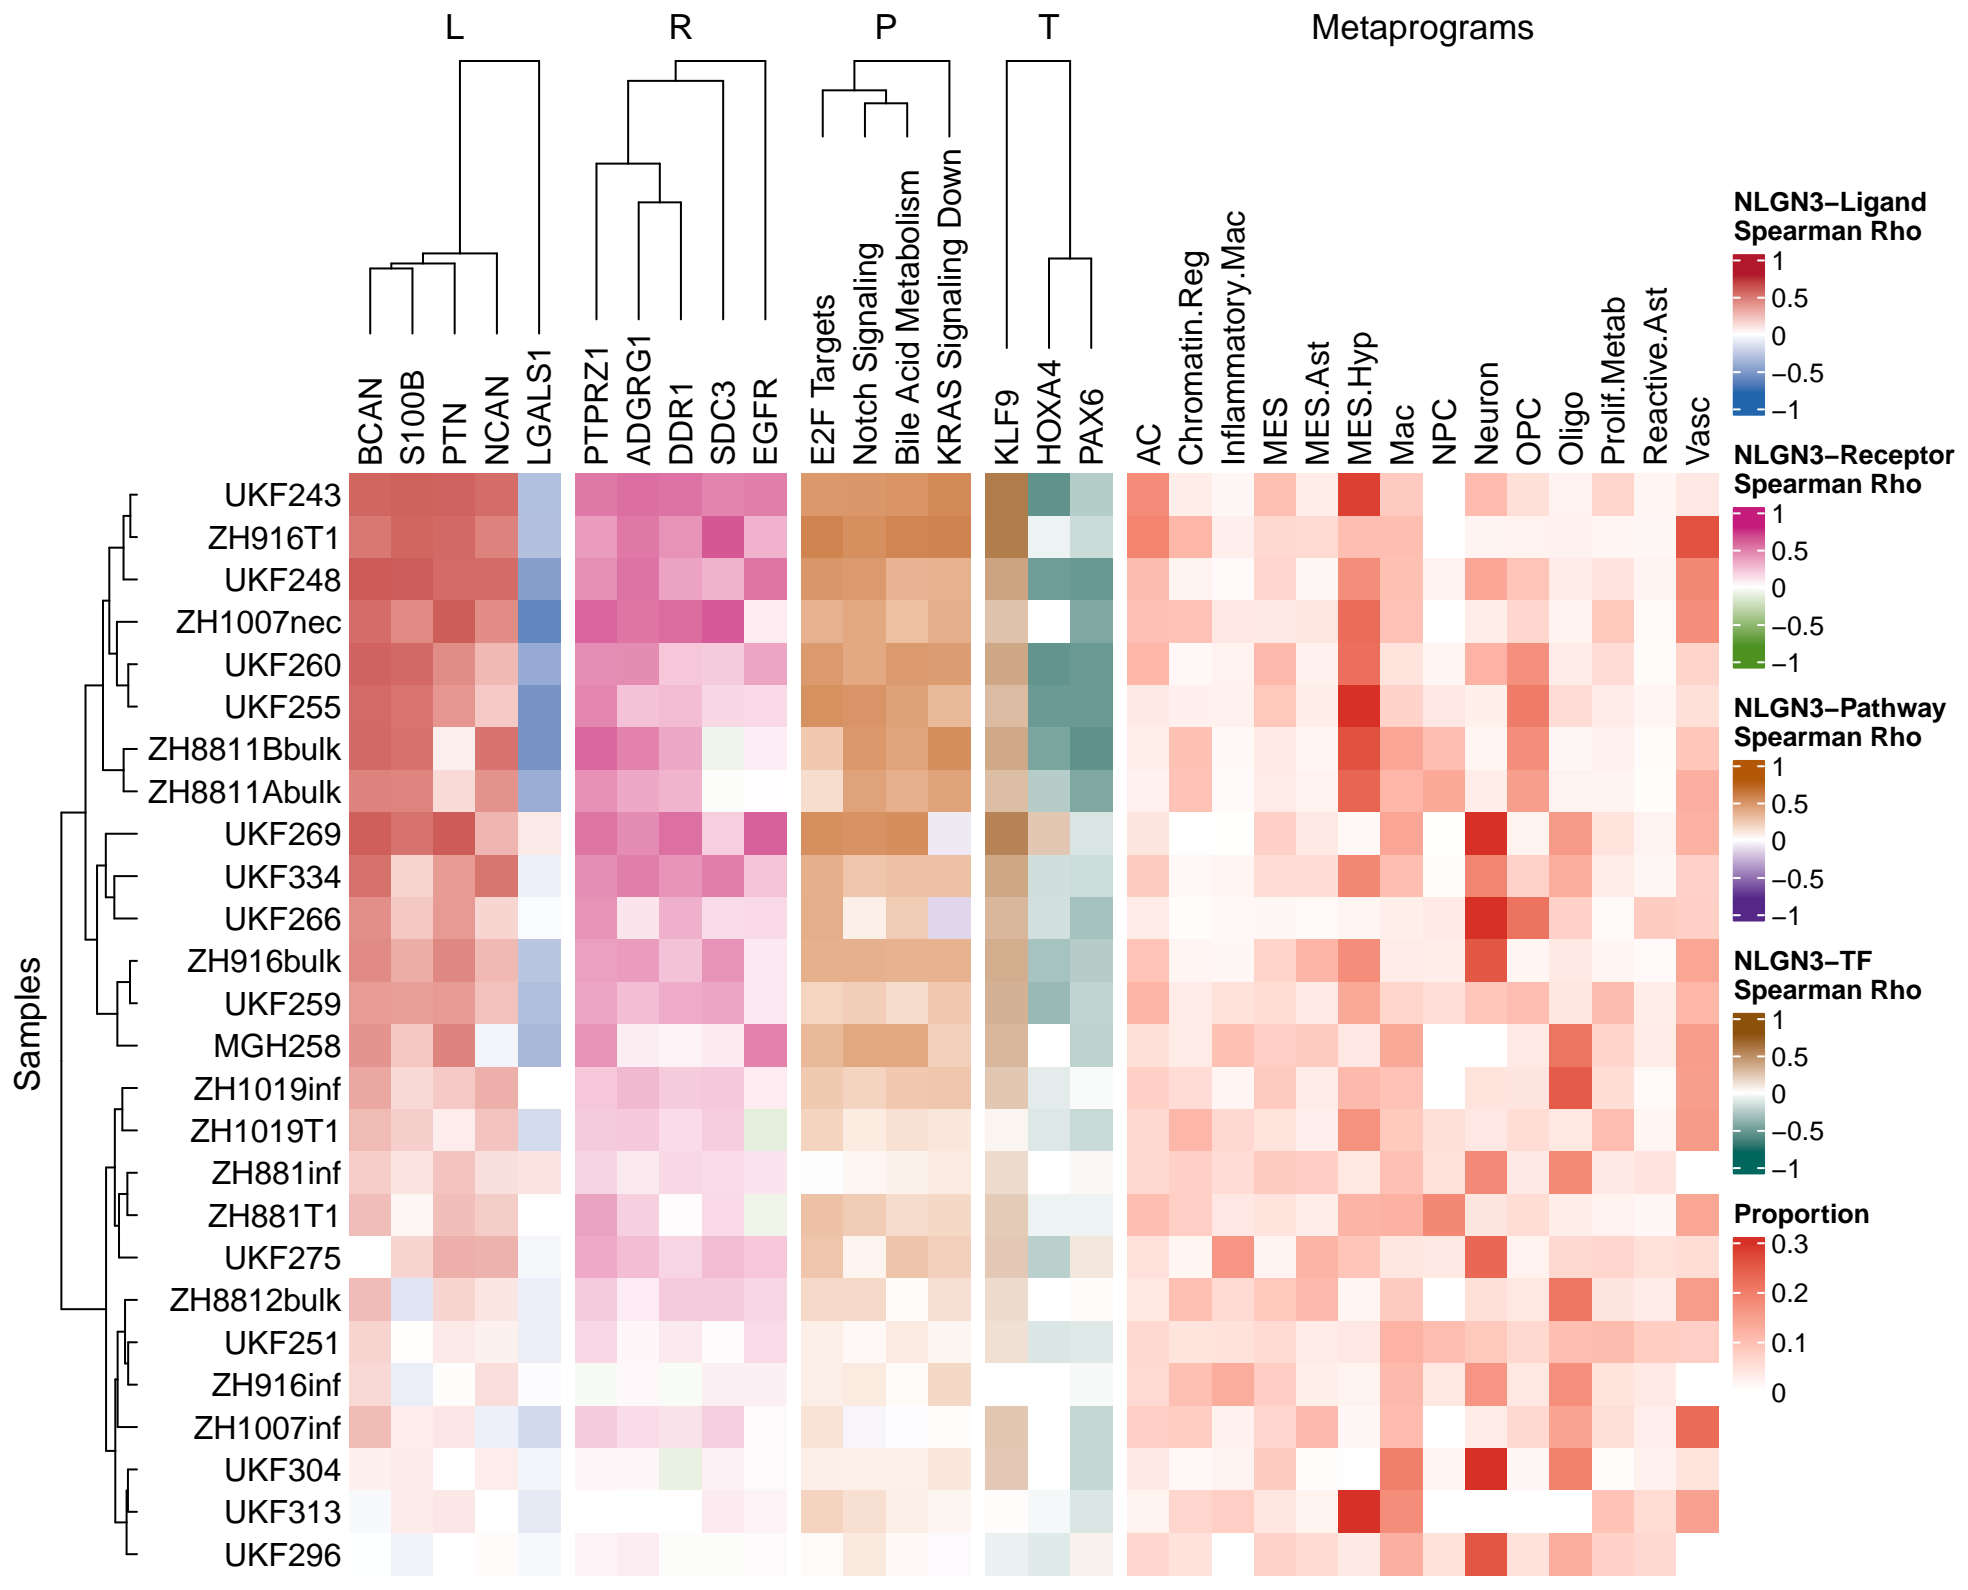 L R P T Metaprograms
BCAN
S100B
PTN
NCAN
LGALS1
PTPRZ1
ADGRG1
DDR1
SDC3
EGFR
E2F Targets
Notch Signaling
Bile Acid Metabolism
KRAS Signaling Down
KLF9
HOXA4
PAX6
AC
Chromatin.Reg
Inflammatory.Mac
MES
MES.Ast
MES.Hyp
Mac
NPC
Neuron
OPC
Oligo
Prolif.Metab
Reactive.Ast
Vasc
Samples
UKF243
ZH916T1
UKF248
ZH1007nec
UKF260
UKF255
ZH8811Bbulk
ZH8811Abulk
UKF269
UKF334
UKF266
ZH916bulk
UKF259
MGH258
ZH1019inf
ZH1019T1
ZH881inf
ZH881T1
UKF275
ZH8812bulk
UKF251
ZH916inf
ZH1007inf
UKF304
UKF313
UKF296
NLGN3−Ligand
Spearman Rho
1
0.5
0
−0.5
−1
NLGN3−Receptor
Spearman Rho
1
0.5
0
−0.5
−1
NLGN3−Pathway
Spearman Rho
1
0.5
0
−0.5
−1
NLGN3−TF
Spearman Rho
1
0.5
0
−0.5
−1
Proportion
0.3
0.2
0.1
0